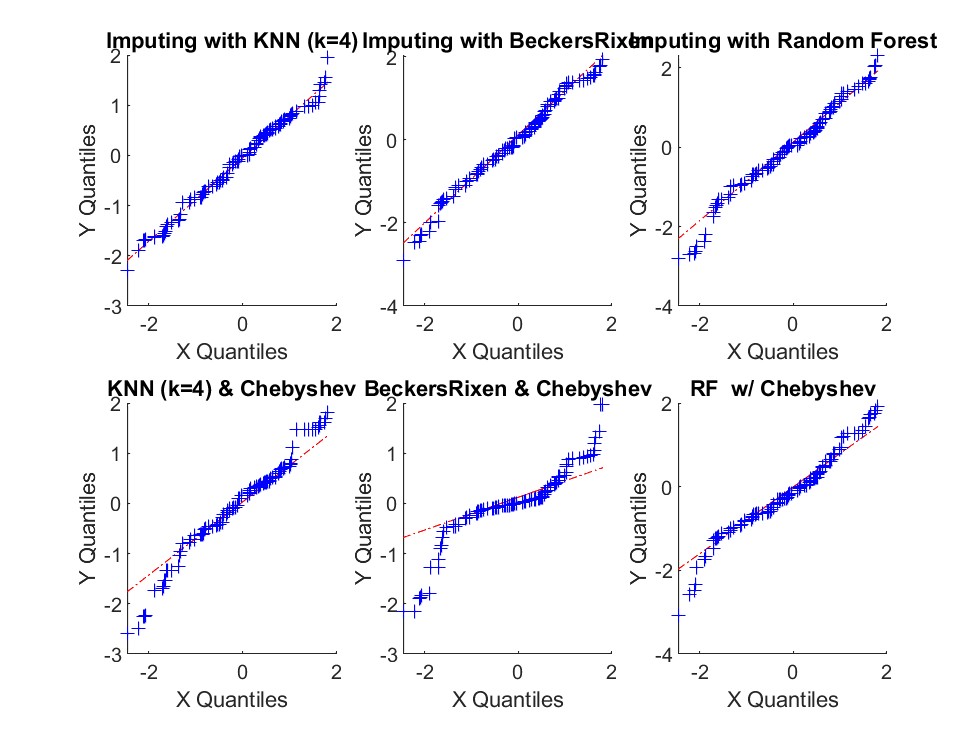 Imputing with KNN (k=4)
Imputing with BeckersRixen
Imputing with Random Forest
2
1
0
-1
-2
-3
Y Quantiles
-2
0
2
X Quantiles
2
0
-2
-4
Y Quantiles
-2
0
2
X Quantiles
2
0
-2
-4
Y Quantiles
-2
0
2
X Quantiles
KNN (k=4) & Chebyshev
BeckersRixen & Chebyshev
RF w/ Chebyshev
2
1
0
-1
-2
-3
Y Quantiles
-2
0
2
X Quantiles
2
1
0
-1
-2
-3
Y Quantiles
-2
0
2
X Quantiles
2
0
-2
-4
Y Quantiles
-2
0
2
X Quantiles